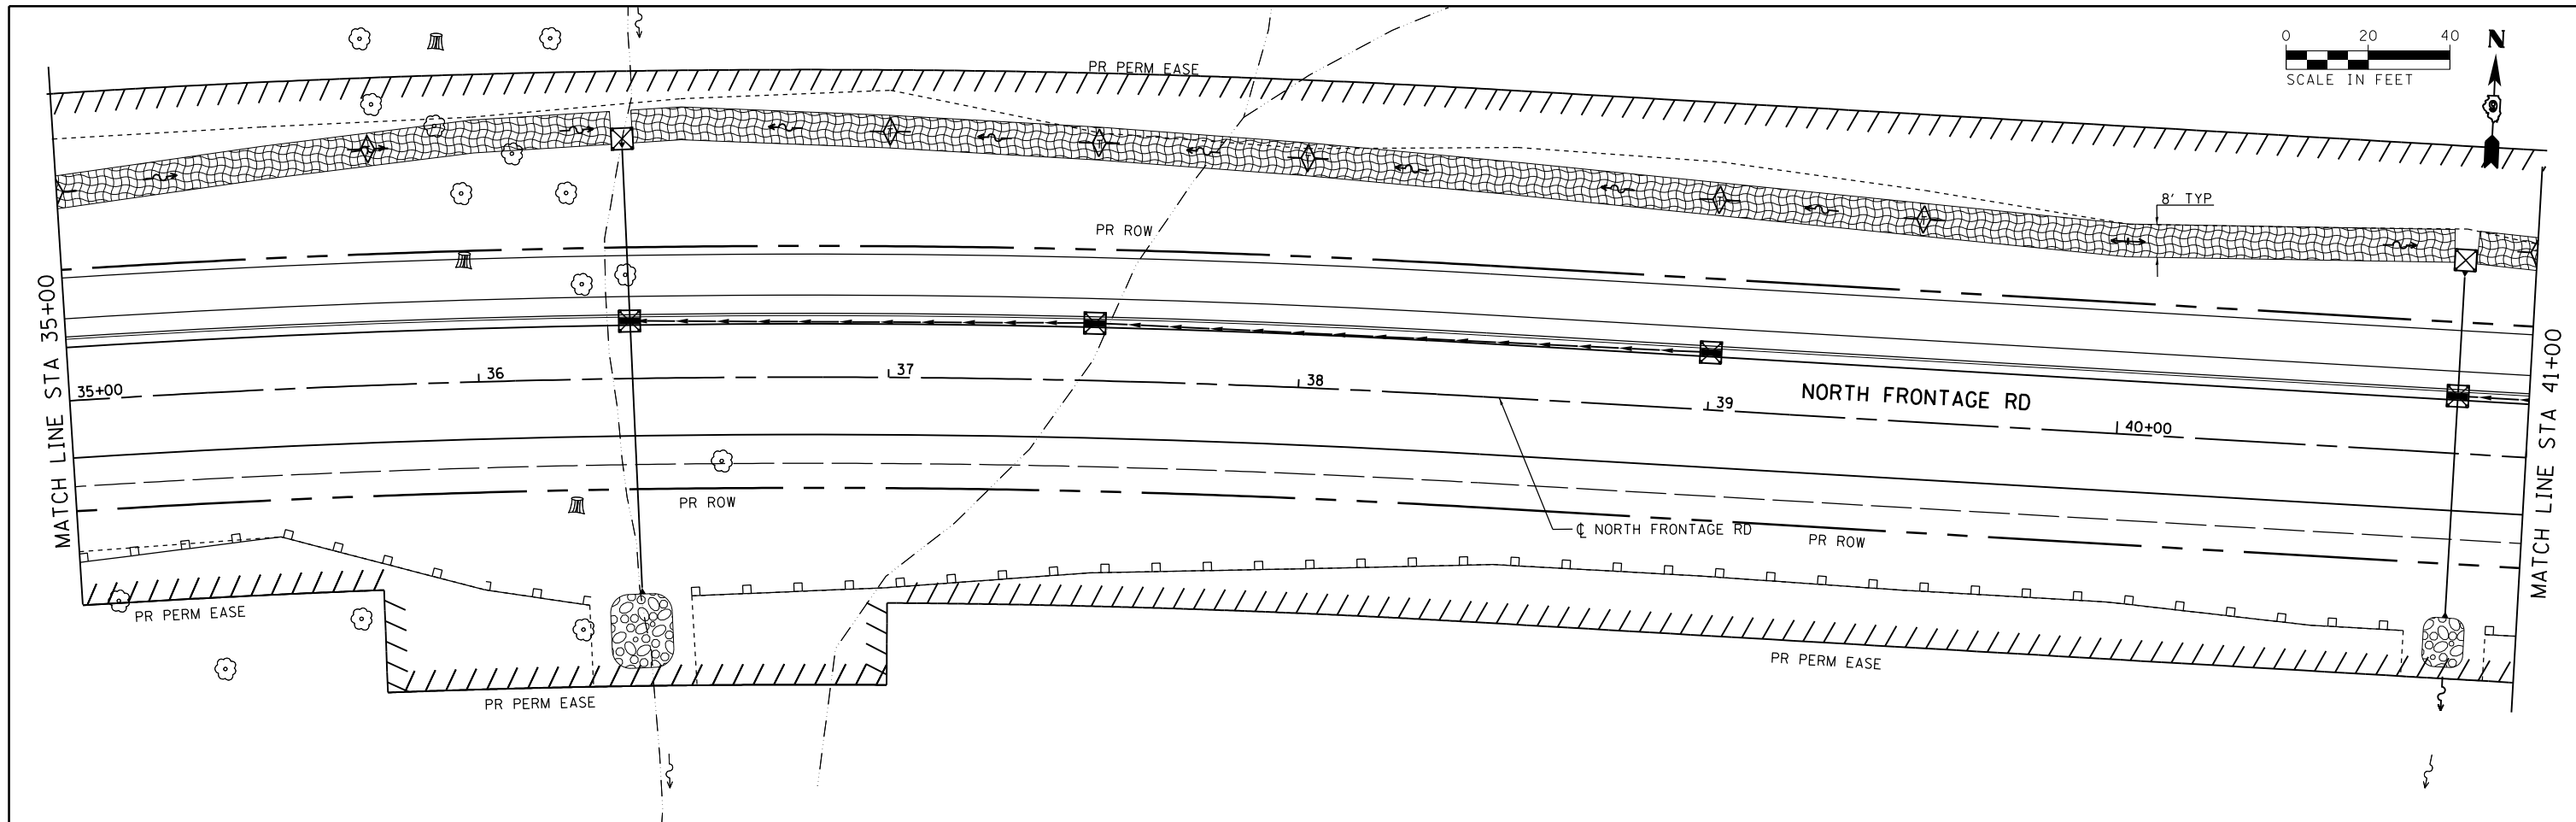 0 20 40
SCALE IN FEET
N
PR PERM EASE
8' TYP
PR ROW
MATCH LINE STA 35+00
35+00
36
37
38
39
40+00
NORTH FRONTAGE RD
MATCH LINE STA 41+00
PR ROW
℄ NORTH FRONTAGE RD
PR ROW
PR PERM EASE
PR PERM EASE
PR PERM EASE